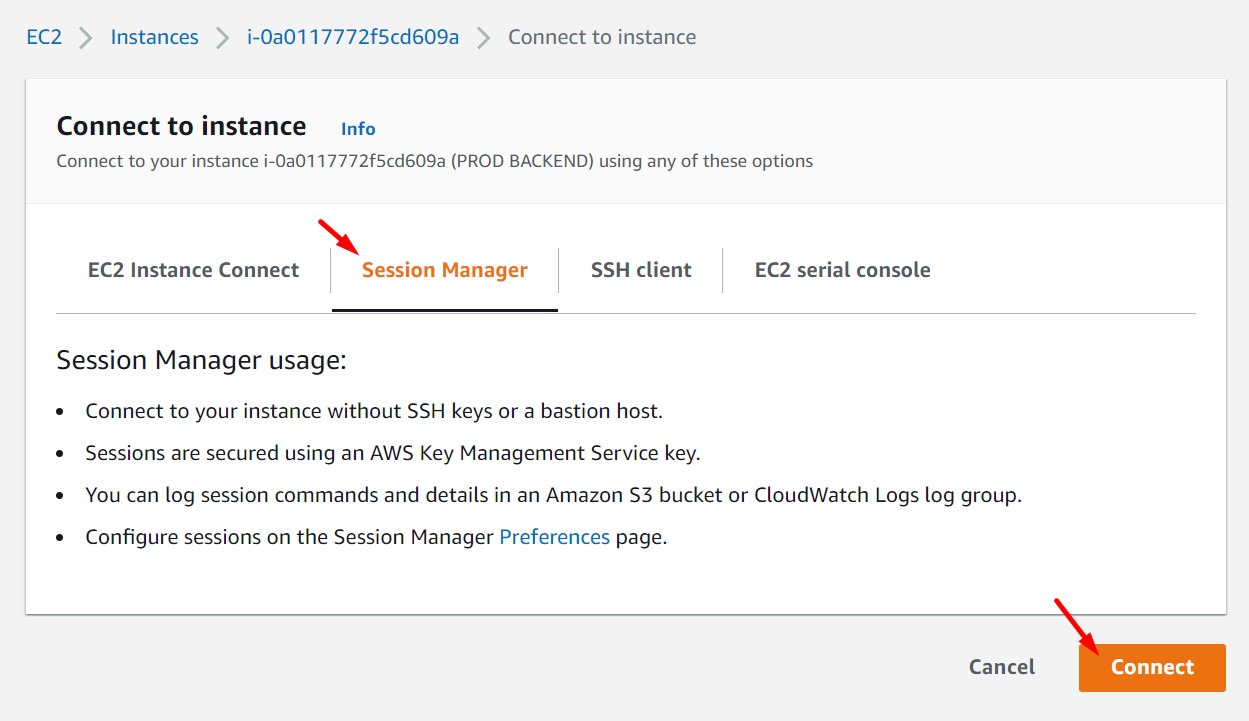 EC2 Instances i-0a0117772f5cd609a Connect to instance
Connect to instance Info
Connect to your instance i-0a0117772f5cd609a (PROD BACKEND) using any of these options
EC2 Instance Connect Session Manager SSH client EC2 serial console
Session Manager usage:
• Connect to your instance without SSH keys or a bastion host.
• Sessions are secured using an AWS Key Management Service key.
• You can log session commands and details in an Amazon S3 bucket or CloudWatch Logs log group.
• Configure sessions on the Session Manager Preferences page.
Cancel Connect